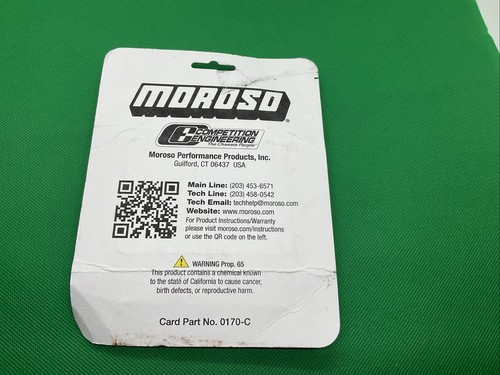 MOROSO
COMPETITION
ENGINEERING
The Chassis People
Moroso Performance Products, Inc.
Guilford, CT 06437 USA
Main Line: (203) 453-6571
Tech Line: (203) 458-0542
Tech Email: techhelp@moroso.com
Website: www.moroso.com
For Product Instructions/Warranty
please visit moroso.com/instructions
or use the QR code on the left.
WARNING Prop. 65
This product contains a chemical known
to the state of California to cause cancer,
birth defects, or reproductive harm.
Card Part No. 0170-C